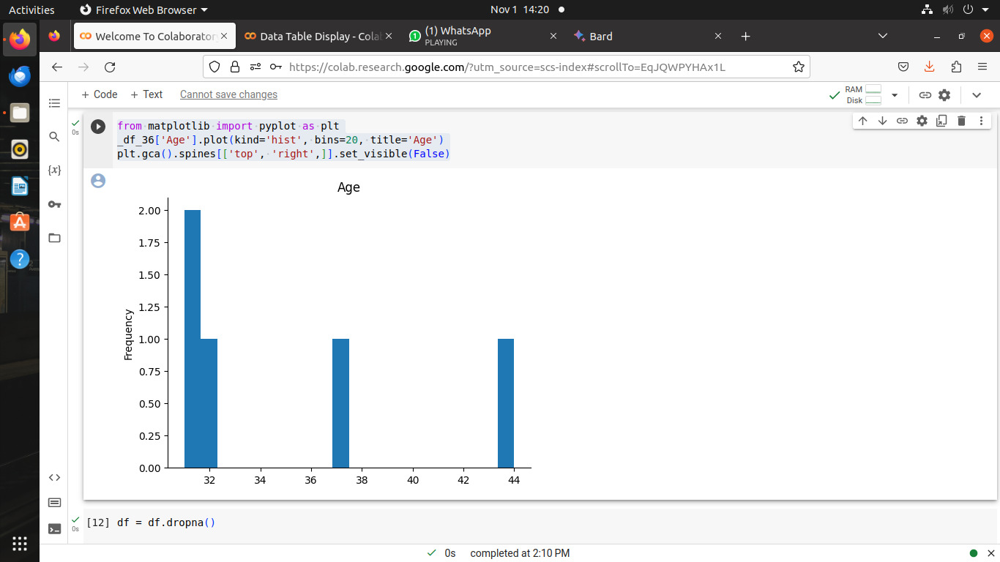 Activities
Firefox Web Browser
Nov 1 14:20
Welcome To Colaboratory
Data Table Display - Cola
(1) WhatsApp
PLAYING
Bard
https://colab.research.google.com/?utm_source=scs-index#scrollTo=EqJQWPYHAx1L
+ Code
+ Text
Cannot save changes
RAM
Disk
0s
from matplotlib import pyplot as plt
_df_36['Age'].plot(kind='hist', bins=20, title='Age')
plt.gca().spines[['top', 'right',]].set_visible(False)
{x}
Age
2.00
1.75
1.50
1.25
1.00
0.75
0.50
0.25
0.00
Frequency
32 34 36 38 40 42 44
0s
[12] df = df.dropna()
0s completed at 2:10 PM